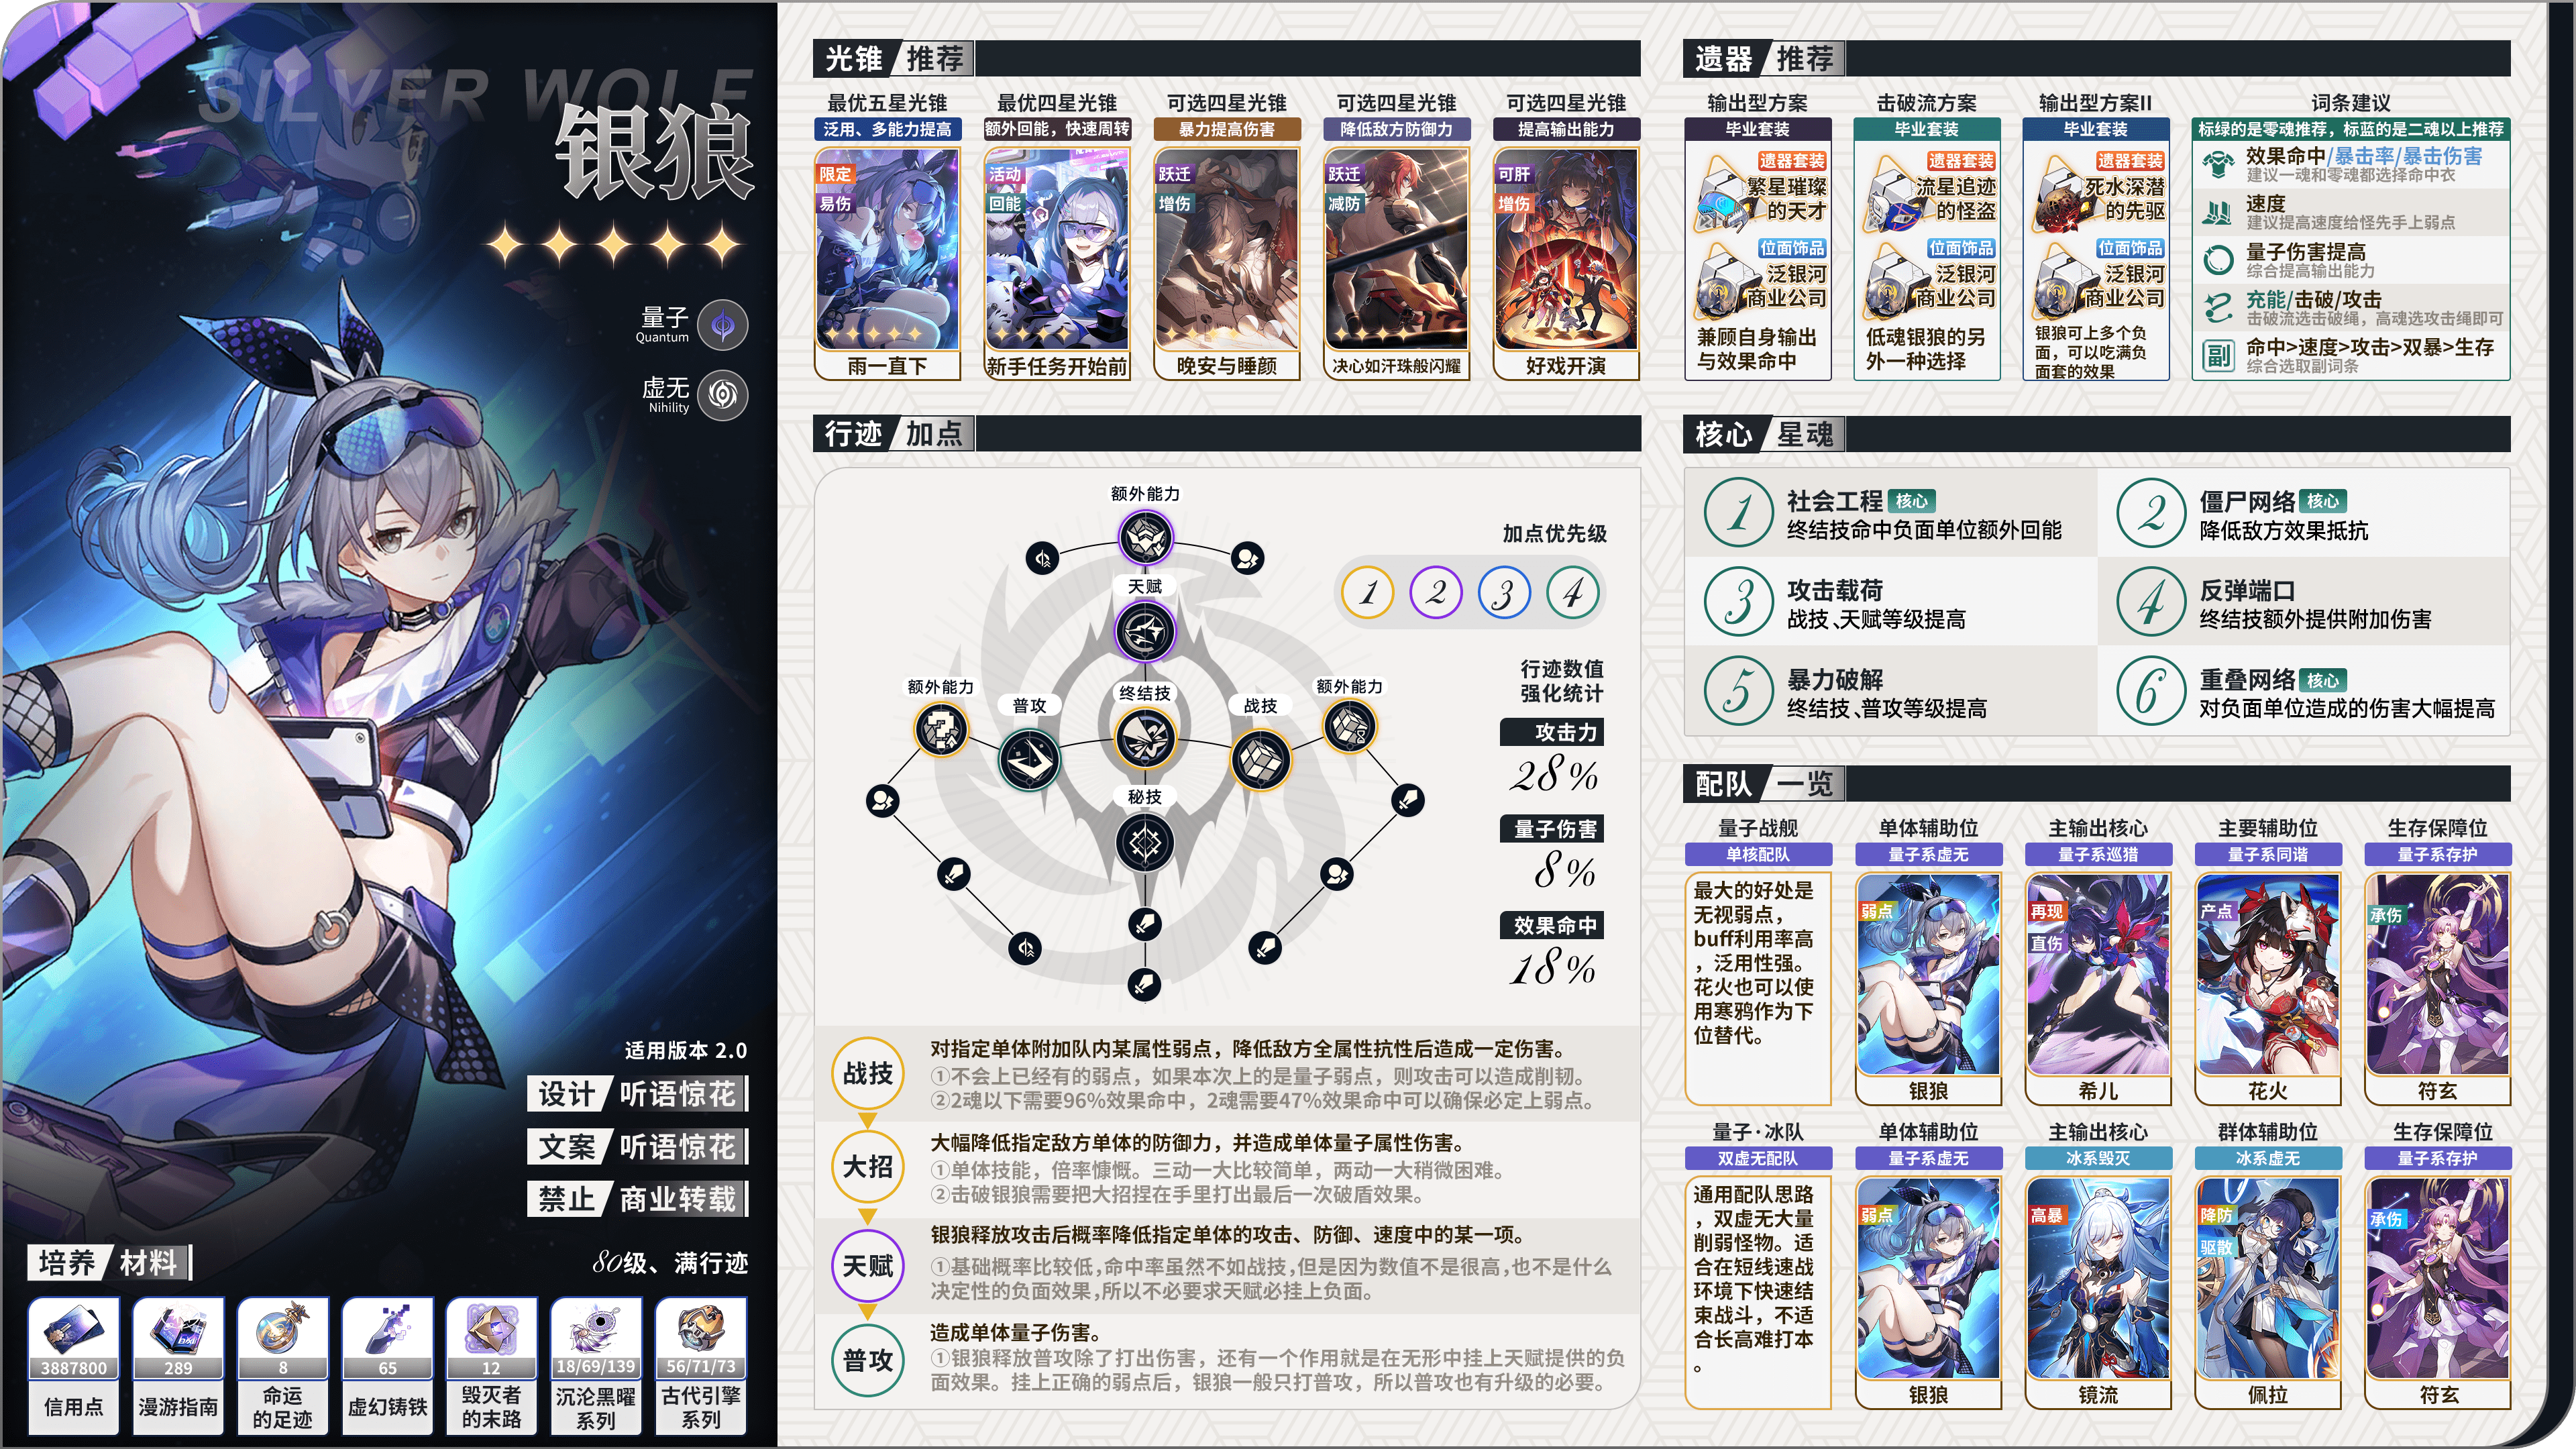 SILVER WOLF
银狼
量子
Quantum
虚无
Nihility
适用版本 2.0
设计 听语惊花
文案 听语惊花
禁止 商业转载
培养 材料
80级、满行迹
3887800
信用点
289
漫游指南
8
命运
的足迹
65
虚幻铸铁
12
毁灭者
的末路
18/69/139
沉沦黑曜
系列
56/71/73
古代引擎
系列
光锥 推荐
最优五星光锥
泛用、多能力提高
限定
易伤
雨一直下
最优四星光锥
额外回能，快速周转
活动
回能
新手任务开始前
可选四星光锥
暴力提高伤害
跃迁
增伤
晚安与睡颜
可选四星光锥
降低敌方防御力
跃迁
减防
决心如汗珠般闪耀
可选四星光锥
提高输出能力
可肝
增伤
好戏开演
行迹 加点
额外能力
天赋
额外能力
普攻
终结技
战技
额外能力
秘技
加点优先级
1 2 3 4
行迹数值
强化统计
攻击力
28%
量子伤害
8%
效果命中
18%
战技
对指定单体附加队内某属性弱点，降低敌方全属性抗性后造成一定伤害。
①不会上已经有的弱点，如果本次上的是量子弱点，则攻击可以造成削韧。
②2魂以下需要96%效果命中，2魂需要47%效果命中可以确保必定上弱点。
大招
大幅降低指定敌方单体的防御力，并造成单体量子属性伤害。
①单体技能，倍率慷慨。三动一大比较简单，两动一大稍微困难。
②击破银狼需要把大招捏在手里打出最后一次破盾效果。
天赋
银狼释放攻击后概率降低指定单体的攻击、防御、速度中的某一项。
①基础概率比较低,命中率虽然不如战技,但是因为数值不是很高,也不是什么
决定性的负面效果,所以不必要求天赋必挂上负面。
普攻
造成单体量子伤害。
①银狼释放普攻除了打出伤害，还有一个作用就是在无形中挂上天赋提供的负
面效果。挂上正确的弱点后，银狼一般只打普攻，所以普攻也有升级的必要。
遗器 推荐
输出型方案
毕业套装
遗器套装
繁星璀璨
的天才
位面饰品
泛银河
商业公司
兼顾自身输出
与效果命中
击破流方案
毕业套装
遗器套装
流星追迹
的怪盗
位面饰品
泛银河
商业公司
低魂银狼的另
外一种选择
输出型方案II
毕业套装
遗器套装
死水深潜
的先驱
位面饰品
泛银河
商业公司
银狼可上多个负
面，可以吃满负
面套的效果
词条建议
标绿的是零魂推荐，标蓝的是二魂以上推荐
效果命中/暴击率/暴击伤害
建议一魂和零魂都选择命中衣
速度
建议提高速度给怪先手上弱点
量子伤害提高
综合提高输出能力
充能/击破/攻击
击破流选击破绳，高魂选攻击绳即可
副
命中>速度>攻击>双暴>生存
综合选取副词条
核心 星魂
1
社会工程 核心
终结技命中负面单位额外回能
2
僵尸网络 核心
降低敌方效果抵抗
3
攻击载荷
战技、天赋等级提高
4
反弹端口
终结技额外提供附加伤害
5
暴力破解
终结技、普攻等级提高
6
重叠网络 核心
对负面单位造成的伤害大幅提高
配队 一览
量子战舰
单核配队
最大的好处是
无视弱点，
buff利用率高
，泛用性强。
花火也可以使
用寒鸦作为下
位替代。
单体辅助位
量子系虚无
弱点
银狼
主输出核心
量子系巡猎
再现
直伤
希儿
主要辅助位
量子系同谐
产点
花火
生存保障位
量子系存护
承伤
符玄
量子·冰队
双虚无配队
通用配队思路
，双虚无大量
削弱怪物。适
合在短线速战
环境下快速结
束战斗，不适
合长高难打本
。
单体辅助位
量子系虚无
弱点
银狼
主输出核心
冰系毁灭
高暴
镜流
群体辅助位
冰系虚无
降防
驱散
佩拉
生存保障位
量子系存护
承伤
符玄